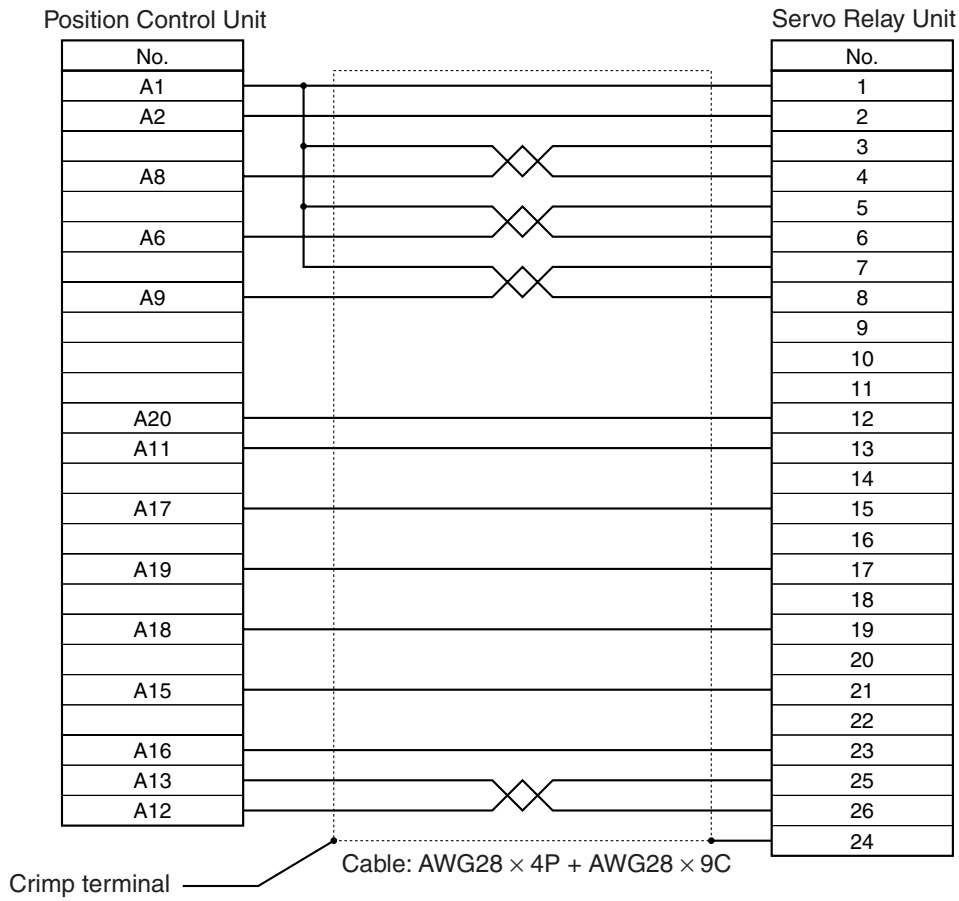 Position Control Unit Servo Relay Unit
No. No.
A1 1
A2 2
3
A8 4
5
A6 6
7
A9 8
9
10
11
A20 12
A11 13
14
A17 15
16
A19 17
18
A18 19
20
A15 21
22
A16 23
A13 25
A12 26
24
Cable: AWG28 × 4P + AWG28 × 9C
Crimp terminal